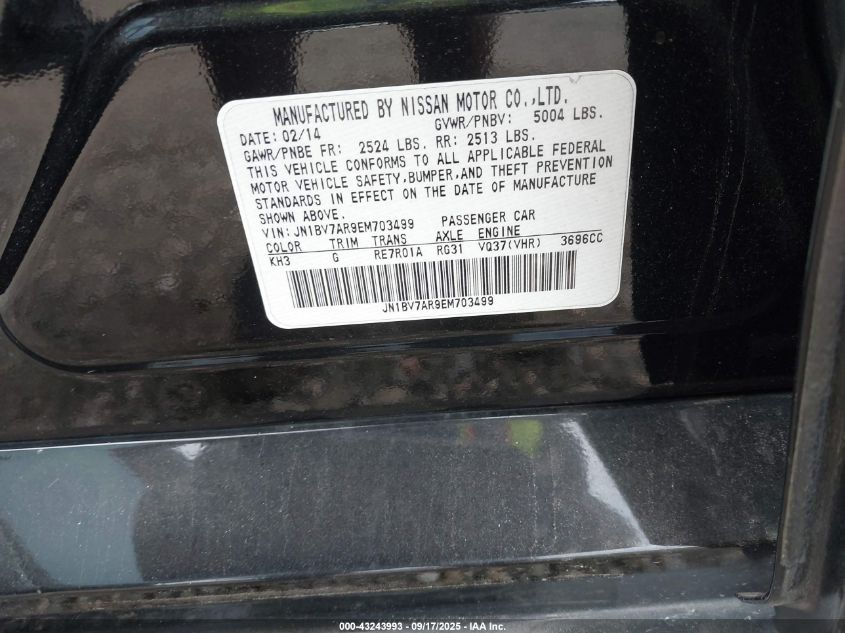 MANUFACTURED BY NISSAN MOTOR CO.,LTD.
DATE: 02/14 GVWR/PNBV: 5004 LBS.
GAWR/PNBE FR: 2524 LBS. RR: 2513 LBS.
THIS VEHICLE CONFORMS TO ALL APPLICABLE FEDERAL
MOTOR VEHICLE SAFETY,BUMPER,AND THEFT PREVENTION
STANDARDS IN EFFECT ON THE DATE OF MANUFACTURE
SHOWN ABOVE.
VIN: JN1BV7AR9EM703499 PASSENGER CAR
COLOR TRIM TRANS AXLE ENGINE
KH3 G RE7R01A RG31 VQ37(VHR) 3696CC
JN1BV7AR9EM703499
000-43243993 - 09/17/2025 - IAA Inc.